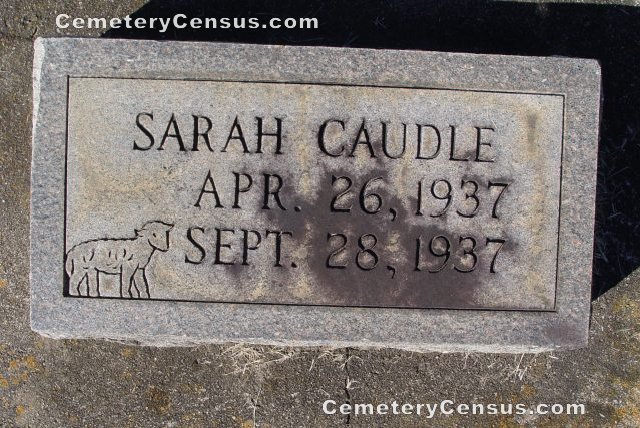 CemeteryCensus.com
SARAH CAUDLE
APR. 26, 1937
SEPT. 28, 1937
CemeteryCensus.com